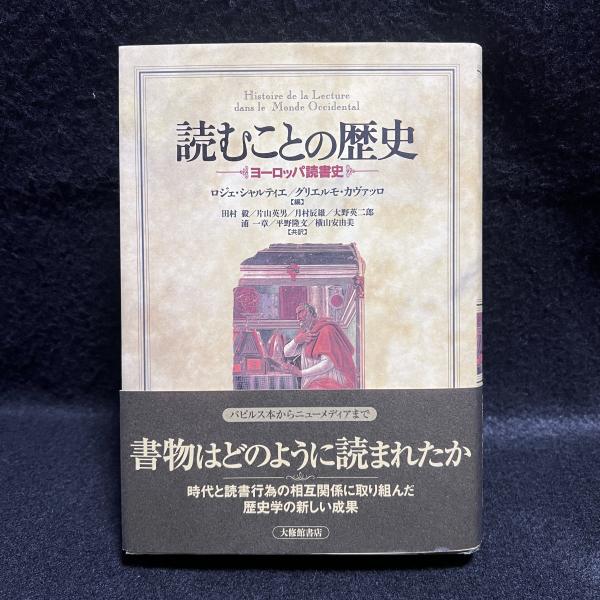 Histoire de la Lecture
dans le Monde Occidental
読むことの歴史
ヨーロッパ読書史
ロジェ・シャルティエ/グリエルモ・カヴァッロ
【編】
田村 毅/片山英男/月村辰雄/大野英二郎
浦 一章/平野隆文/横山安由美
【共訳】
パピルス本からニューメディアまで
書物はどのように読まれたか
時代と読書行為の相互関係に取り組んだ
歴史学の新しい成果
大修館書店